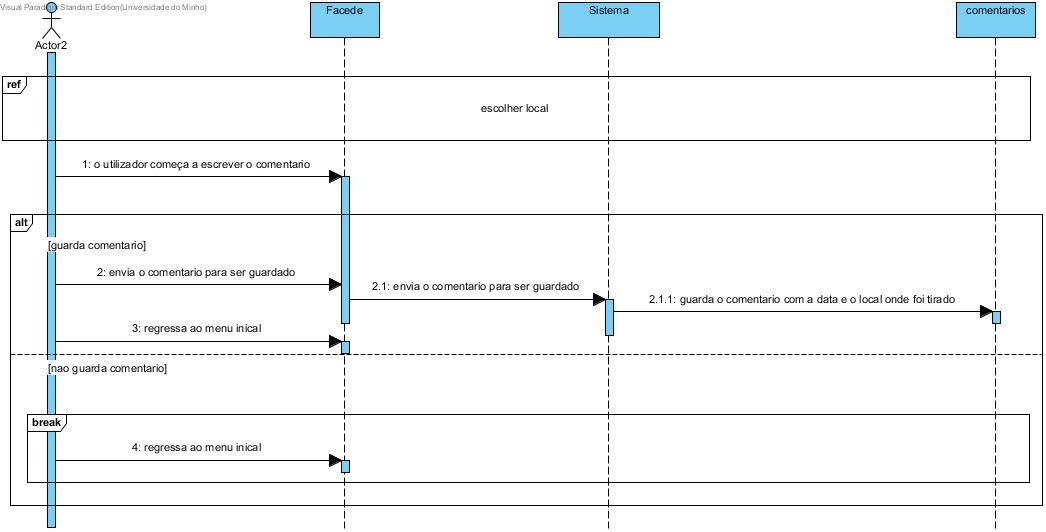 Visual Paradigm Standard Edition(Universidade do Minho)
Facede
Sistema
comentarios
Actor2
ref
escolher local
1: o utilizador começa a escrever o comentario
alt
[guarda comentario]
2: envia o comentario para ser guardado
2.1: envia o comentario para ser guardado
2.1.1: guarda o comentario com a data e o local onde foi tirado
3: regressa ao menu inical
[nao guarda comentario]
break
4: regressa ao menu inical